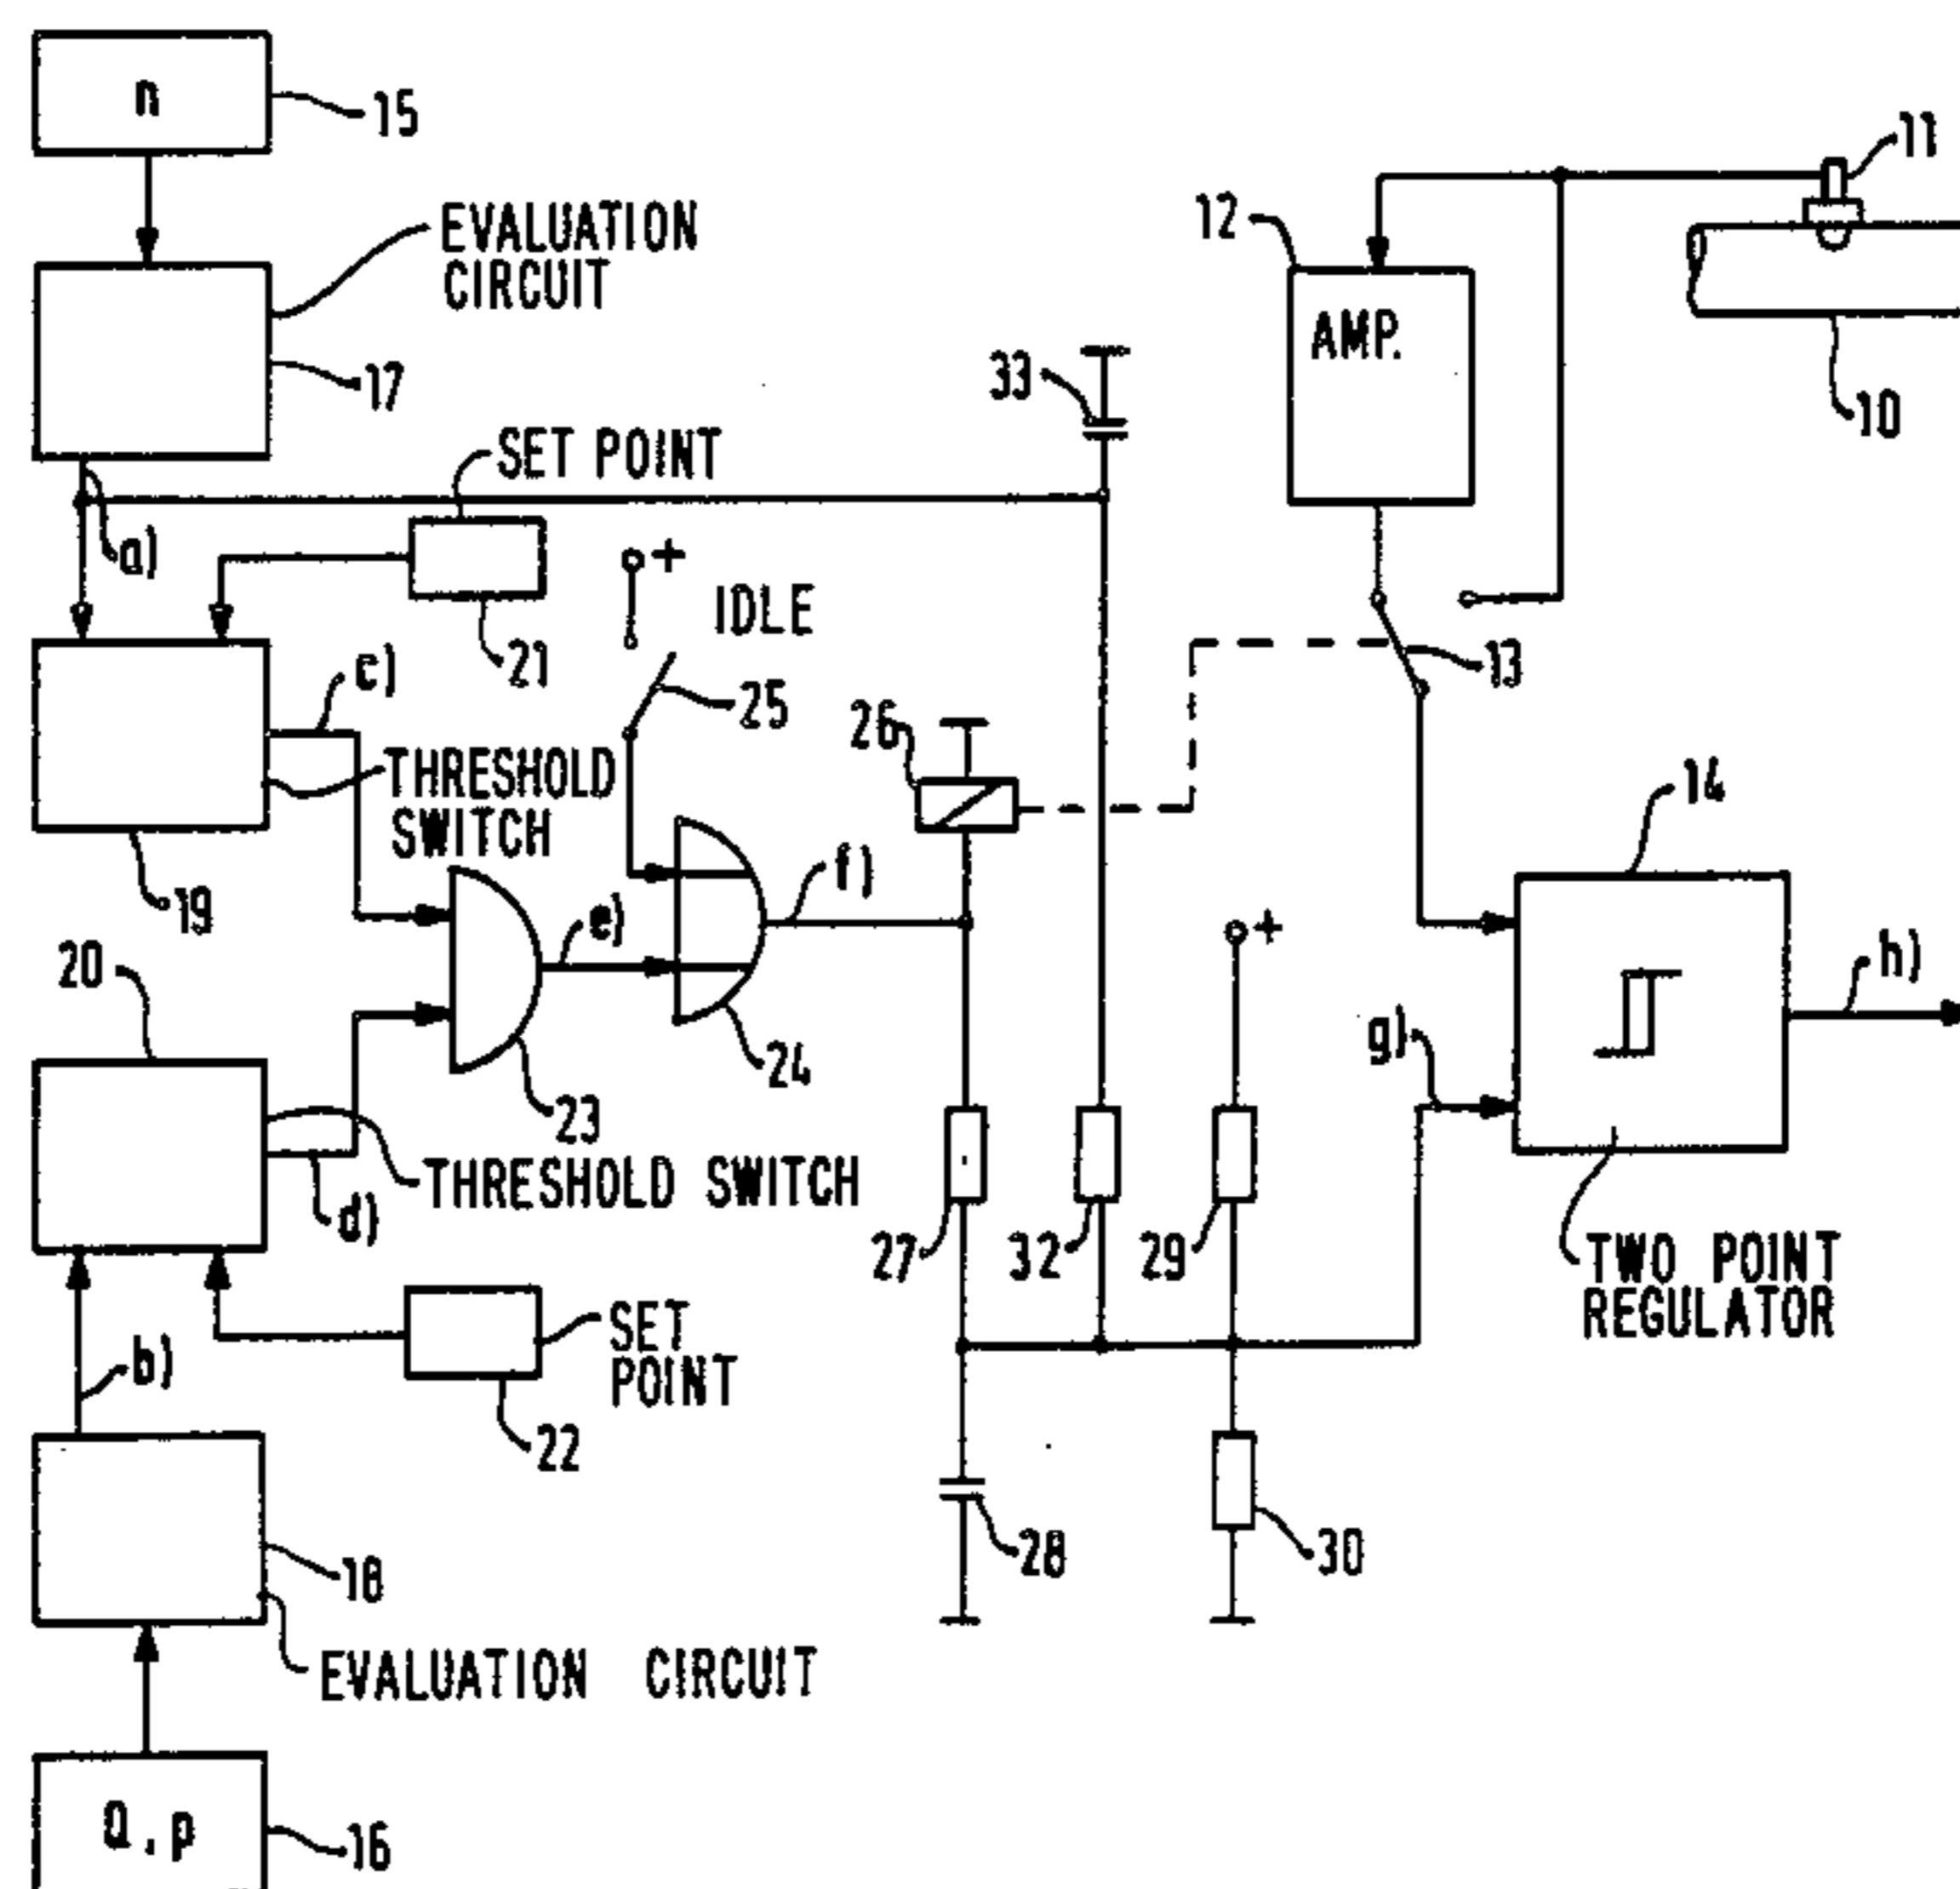 n
15
11
12
EVALUATION
CIRCUIT
AMP.
33
17
10
SET POINT
a)
+
IDLE
21
c)
13
25
26
THRESHOLD
SWITCH
14
f)
19
e)
+
20
h)
g)
24
23
THRESHOLD SWITCH
d)
27
32
29
TWO POINT
REGULATOR
SET
POINT
b)
22
28
30
18
EVALUATION CIRCUIT
Q, p
16